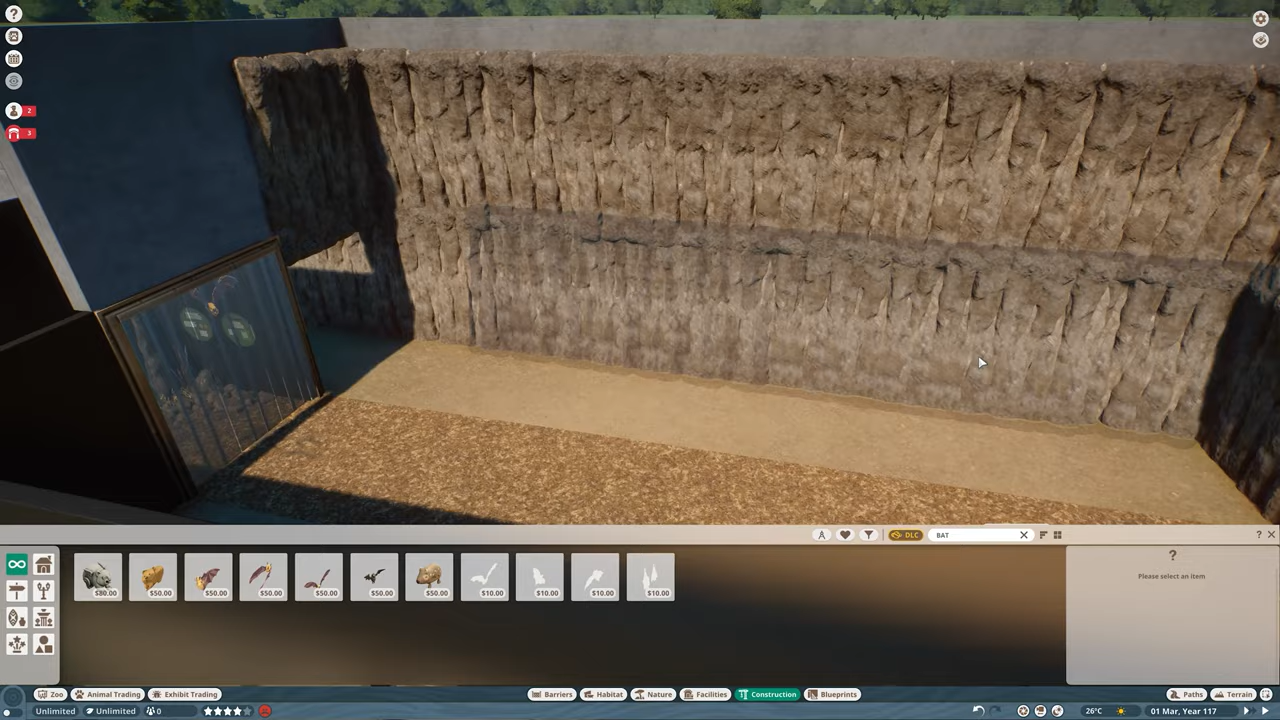 ?
2
3
DLC
BAT
?
?
Please select an item
$80.00
$50.00
$50.00
$50.00
$50.00
$50.00
$50.00
$10.00
$10.00
$10.00
$10.00
Zoo
Animal Trading
Exhibit Trading
Barriers
Habitat
Nature
Facilities
Construction
Blueprints
Paths
Terrain
Unlimited
Unlimited
0
26°C
01 Mar, Year 117